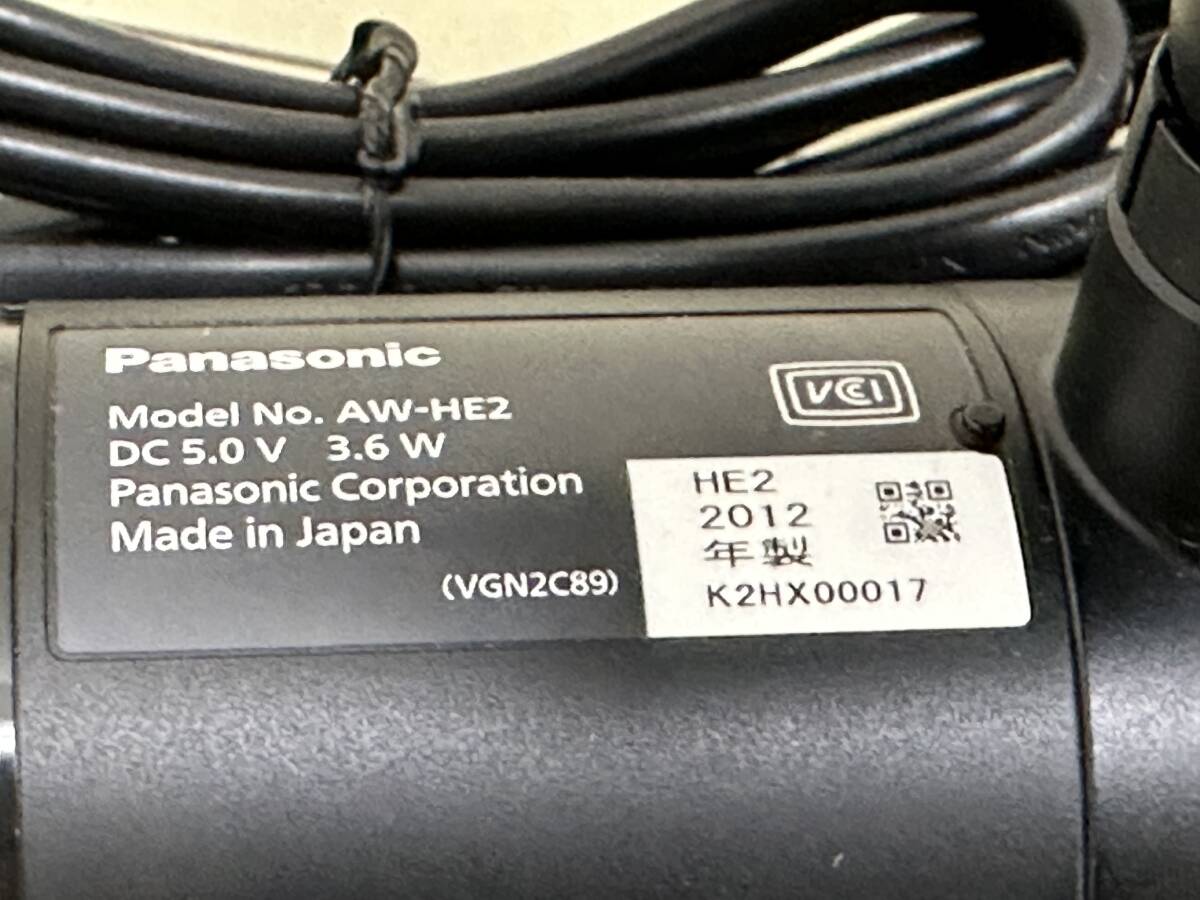 Panasonic
Model No. AW-HE2
DC 5.0 V 3.6 W
Panasonic Corporation
Made in Japan
(VGN2C89)
VCCI
HE2
2012
年製
K2HX00017